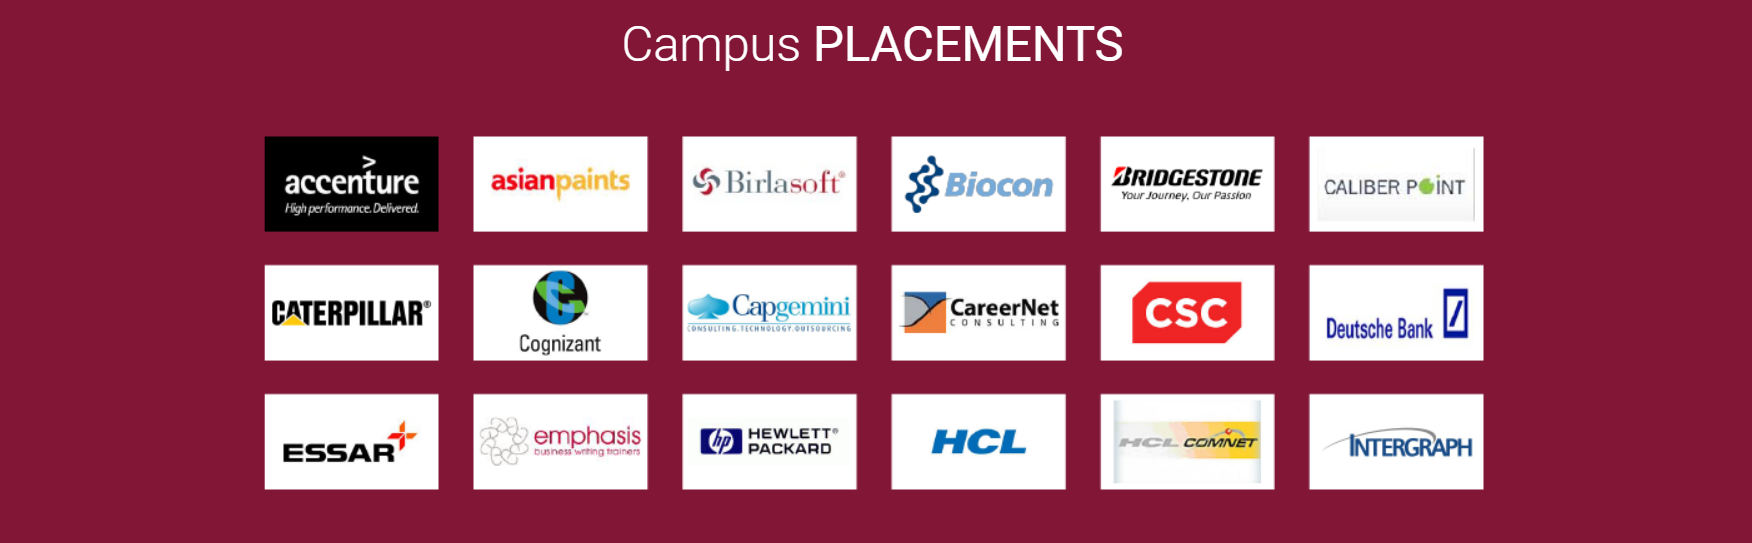 Campus PLACEMENTS
accenture
High performance. Delivered.
asianpaints
Birlasoft®
Biocon
BRIDGESTONE
Your Journey, Our Passion
CALIBER POINT
CATERPILLAR®
Cognizant
Capgemini
CONSULTING.TECHNOLOGY.OUTSOURCING
CareerNet
CONSULTING
CSC
Deutsche Bank
ESSAR
emphasis
business writing trainers
hp HEWLETT®
PACKARD
HCL
HCL COMNET
INTERGRAPH